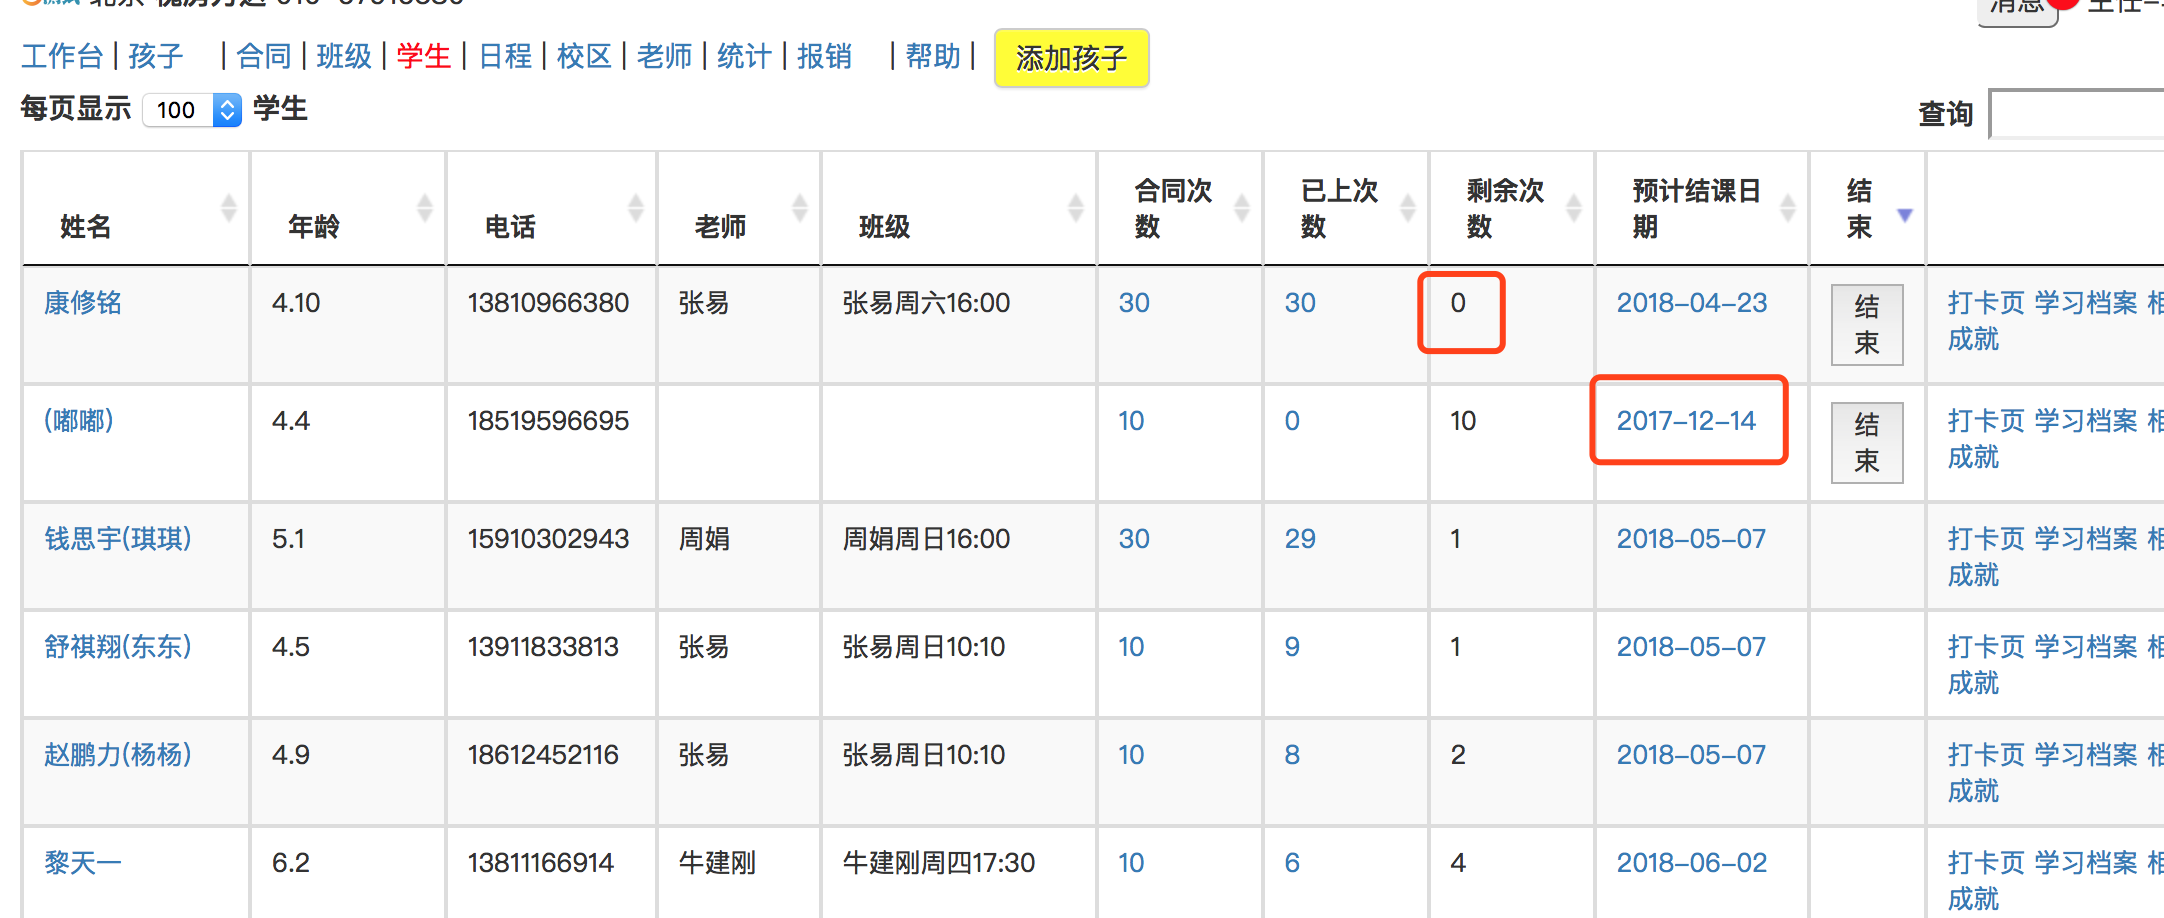 工作台 | 孩子 | 合同 | 班级 | 学生 | 日程 | 校区 | 老师 | 统计 | 报销 | 帮助 | 添加孩子
消息
每页显示 100 学生 查询
姓名 年龄 电话 老师 班级 合同次数 已上次数 剩余次数 预计结课日期 结束
康修铭 4.10 13810966380 张易 张易周六16:00 30 30 0 2018-04-23 结束 打卡页 学习档案
成就
(嘟嘟) 4.4 18519596695 10 0 10 2017-12-14 结束 打卡页 学习档案
成就
钱思宇(琪琪) 5.1 15910302943 周娟 周娟周日16:00 30 29 1 2018-05-07 打卡页 学习档案
成就
舒祺翔(东东) 4.5 13911833813 张易 张易周日10:10 10 9 1 2018-05-07 打卡页 学习档案
成就
赵鹏力(杨杨) 4.9 18612452116 张易 张易周日10:10 10 8 2 2018-05-07 打卡页 学习档案
成就
黎天一 6.2 13811166914 牛建刚 牛建刚周四17:30 10 6 4 2018-06-02 打卡页 学习档案
成就